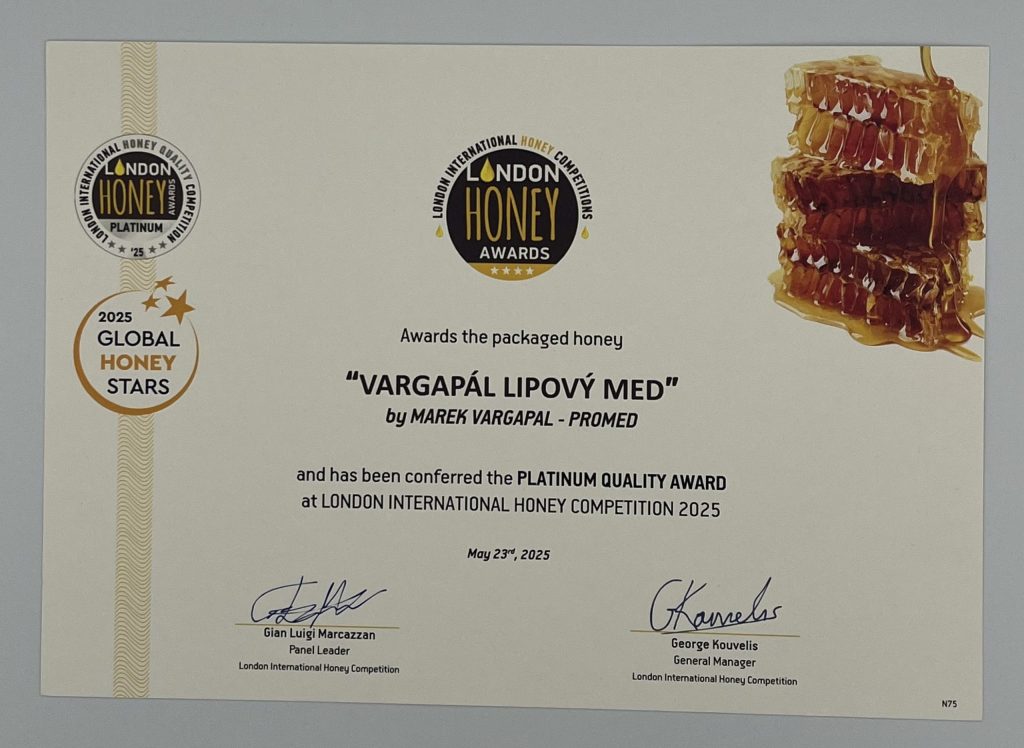 LONDON INTERNATIONAL HONEY QUALITY COMPETITION
LONDON
HONEY
AWARDS
PLATINUM
'25
2025
GLOBAL
HONEY
STARS
LONDON INTERNATIONAL HONEY COMPETITIONS
LONDON
HONEY
AWARDS
Awards the packaged honey
“VARGAPÁL LIPOVÝ MED”
by MAREK VARGAPAL - PROMED
and has been conferred the PLATINUM QUALITY AWARD
at LONDON INTERNATIONAL HONEY COMPETITION 2025
May 23rd, 2025
Gian Luigi Marcazzan
Panel Leader
London International Honey Competition
GKouvelis
George Kouvelis
General Manager
London International Honey Competition
N75